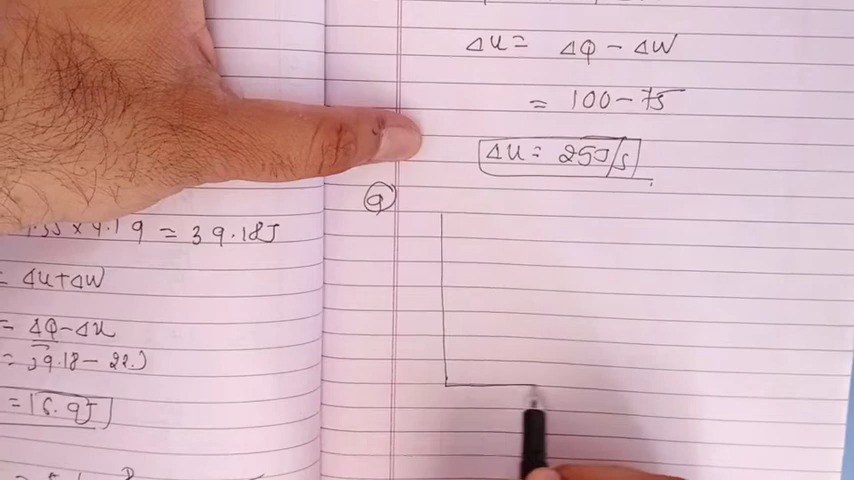 × 4.19 = 39.18J
= ΔU+ΔW
= ΔQ-ΔU
= 39.18 - 22.J
= 16.9J
ΔU = ΔQ - ΔW
= 100 - 75
ΔU = 25J/s
9